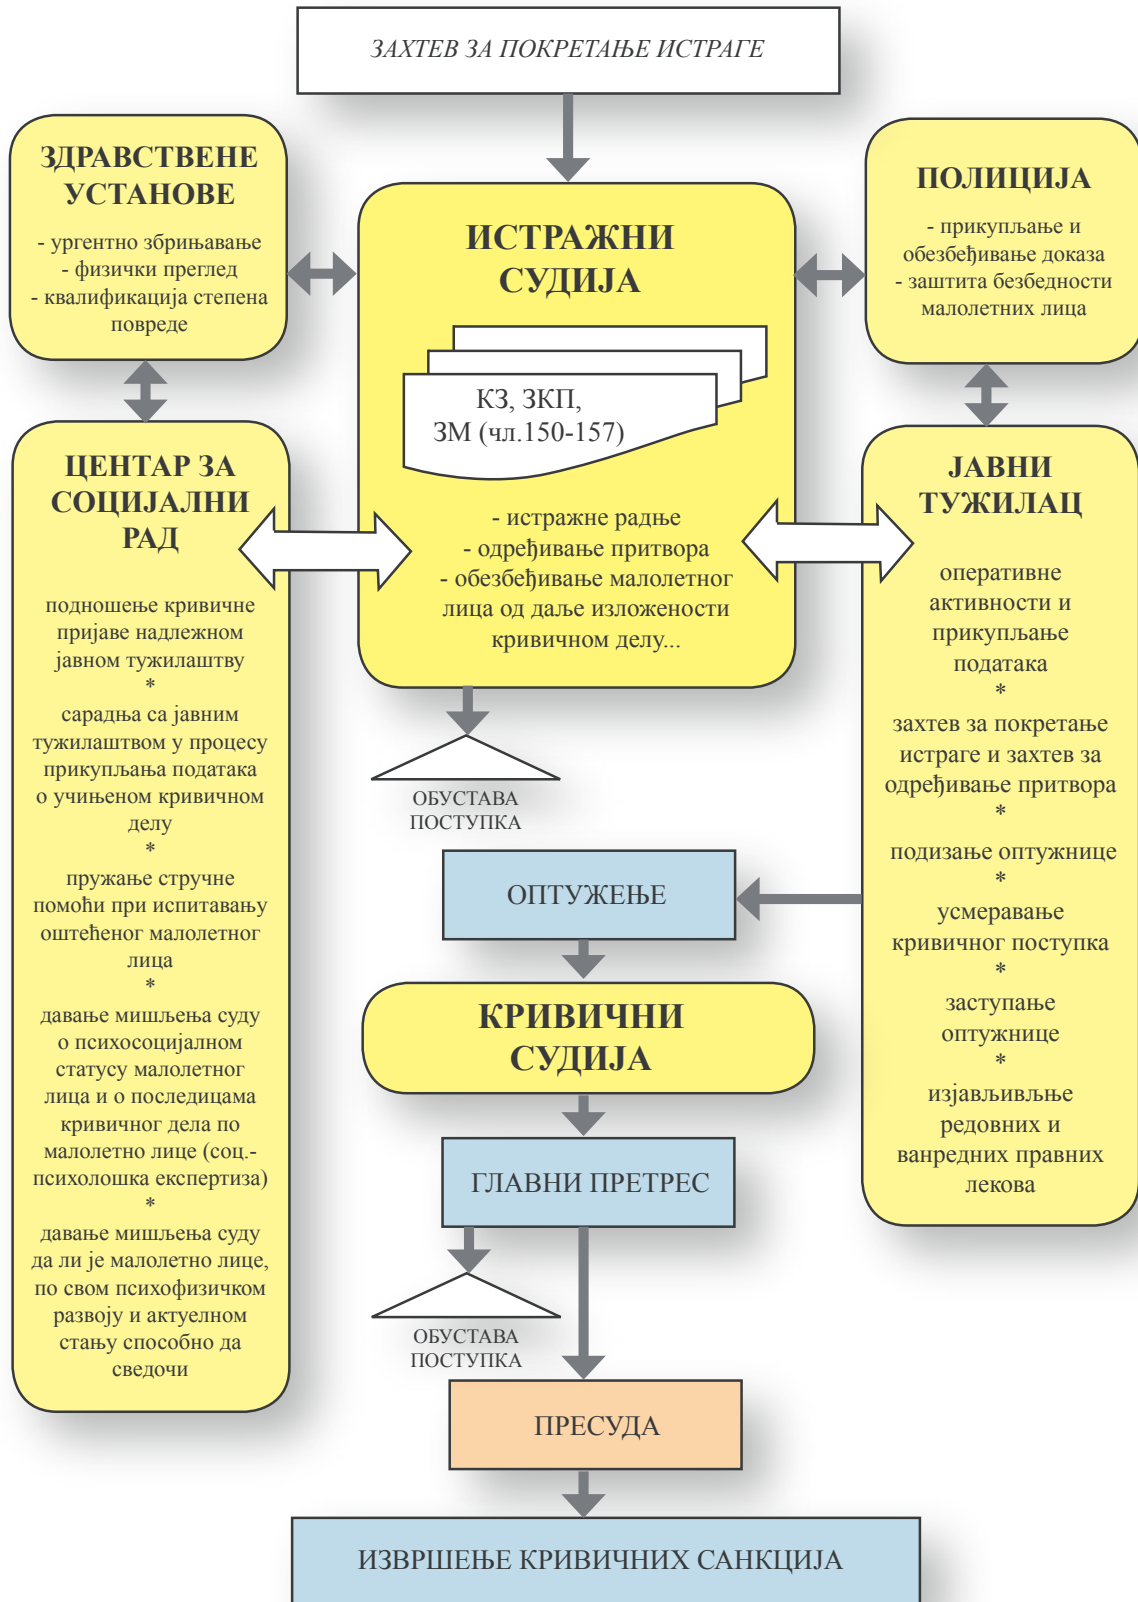 ЗАХТЕВ ЗА ПОКРЕТАЊЕ ИСТРАГЕ
ЗДРАВСТВЕНЕ
УСТАНОВЕ
- ургентно збрињавање
- физички преглед
- квалификација степена
повреде
ИСТРАЖНИ
СУДИЈА
КЗ, ЗКП,
ЗМ (чл.150-157)
- истражне радње
- одређивање притвора
- обезбеђивање малолетног
лица од даље изложености
кривичном делу...
ПОЛИЦИЈА
- прикупљање и
обезбеђивање доказа
- заштита безбедности
малолетних лица
ЦЕНТАР ЗА
СОЦИЈАЛНИ
РАД
подношење кривичне
пријаве надлежном
јавном тужилаштву
*
сарадња са јавним
тужилаштвом у процесу
прикупљања података
о учињеном кривичном
делу
*
пружање стручне
помоћи при испитавању
оштећеног малолетног
лица
*
давање мишљења суду
о психосоцијалном
статусу малолетног
лица и о последицама
кривичног дела по
малолетно лице (соц.-
психолошка експертиза)
*
давање мишљења суду
да ли је малолетно лице,
по свом психофизичком
развоју и актуелном
стању способно да
сведочи
ЈАВНИ
ТУЖИЛАЦ
оперативне
активности и
прикупљање
података
*
захтев за покретање
истраге и захтев за
одређивање притвора
*
подизање оптужнице
*
усмеравање
кривичног поступка
*
заступање
оптужнице
*
изјављивљње
редовних и
ванредних правних
лекова
ОБУСТАВА
ПОСТУПКА
ОПТУЖЕЊЕ
КРИВИЧНИ
СУДИЈА
ГЛАВНИ ПРЕТРЕС
ОБУСТАВА
ПОСТУПКА
ПРЕСУДА
ИЗВРШЕЊЕ КРИВИЧНИХ САНКЦИЈА